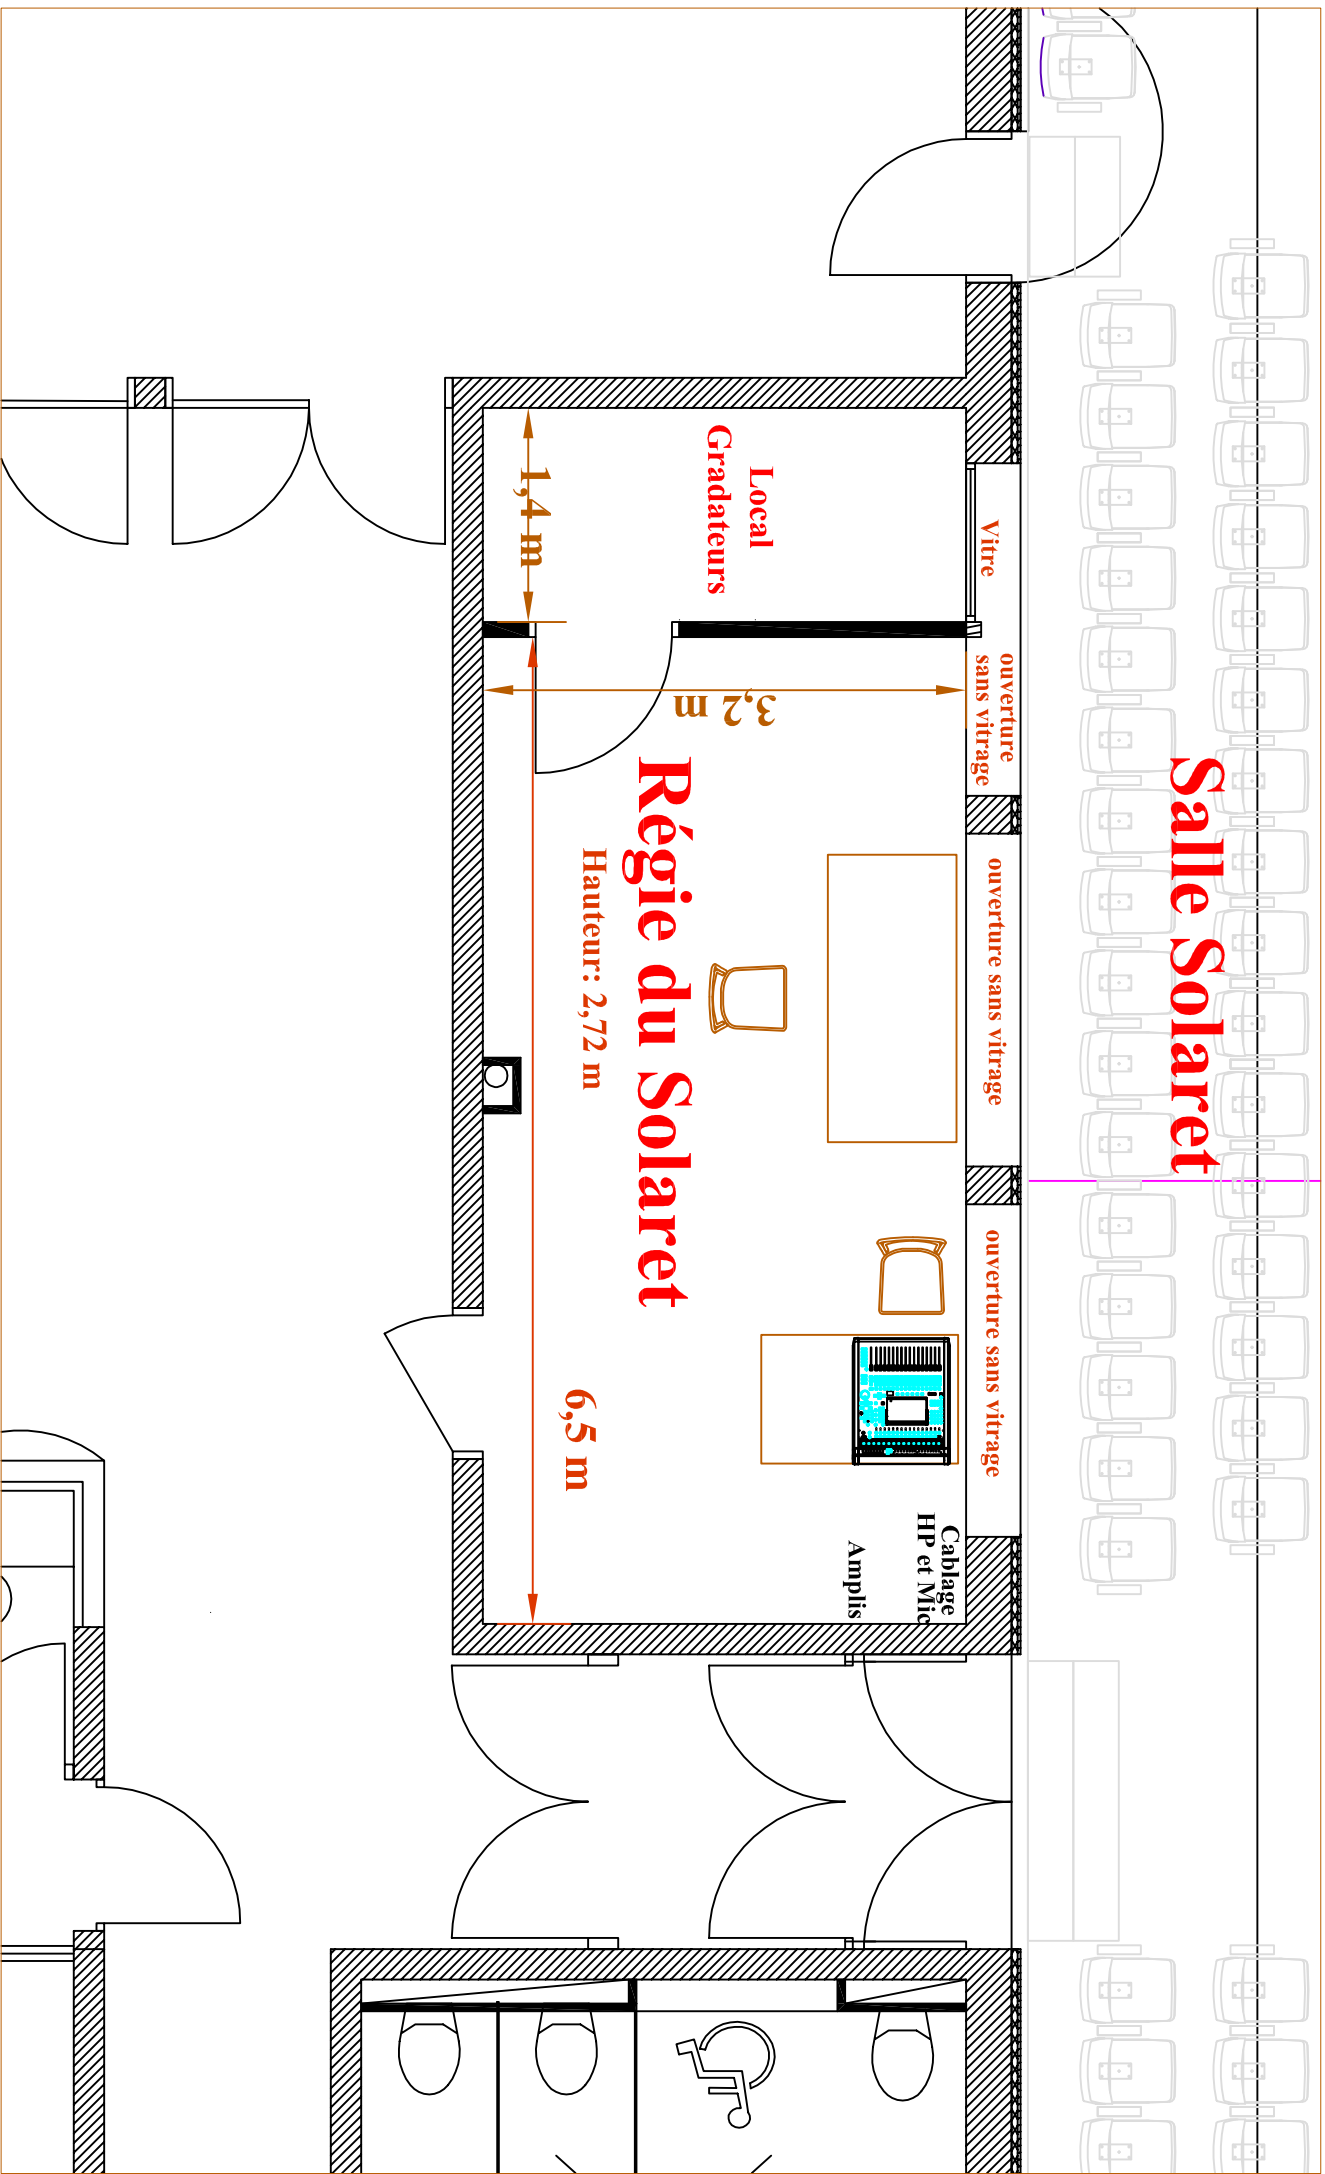 Salle Solaret
Vitre
ouverture
sans vitrage
ouverture sans vitrage
ouverture sans vitrage
Local
Gradateurs
1,4 m
3,2 m
Régie du Solaret
Hauteur: 2,72 m
6,5 m
Cablage
HP et Mic
Amplis